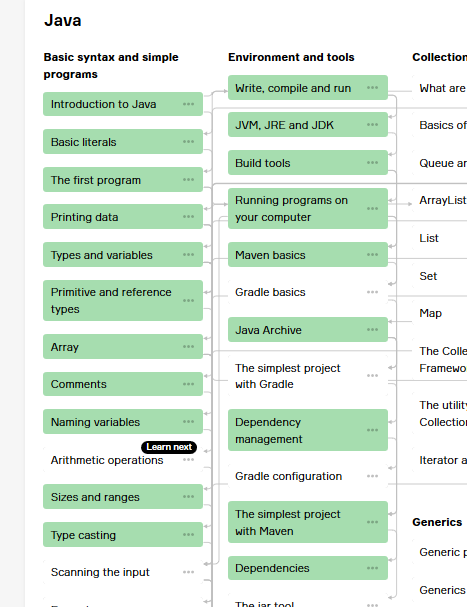 Java
Basic syntax and simple
programs
Introduction to Java
Basic literals
The first program
Printing data
Types and variables
Primitive and reference
types
Array
Comments
Naming variables
Learn next
Arithmetic operations
Sizes and ranges
Type casting
Scanning the input
Environment and tools
Write, compile and run
JVM, JRE and JDK
Build tools
Running programs on
your computer
Maven basics
Gradle basics
Java Archive
The simplest project
with Gradle
Dependency
management
Gradle configuration
The simplest project
with Maven
Dependencies
The jar tool
Collection
What are
Basics of
Queue ar
ArrayList
List
Set
Map
The Colle
Framewo
The utility
Collection
Iterator a
Generics
Generic p
Generics